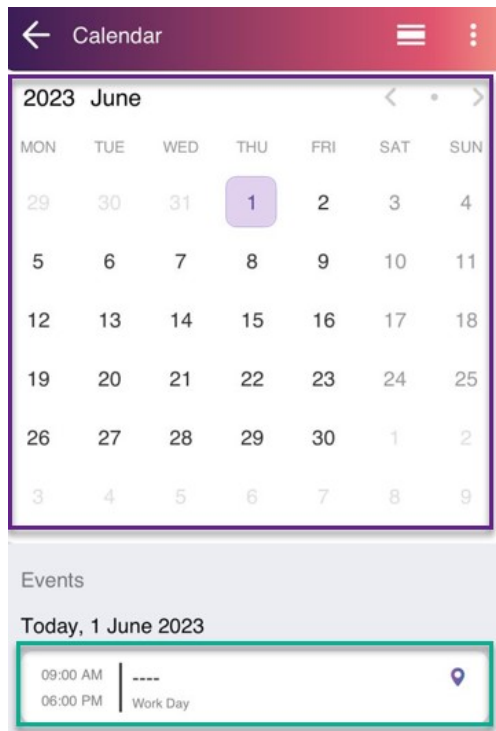 Calendar
2023 June
MON TUE WED THU FRI SAT SUN
29 30 31 1 2 3 4
5 6 7 8 9 10 11
12 13 14 15 16 17 18
19 20 21 22 23 24 25
26 27 28 29 30 1 2
3 4 5 6 7 8 9
Events
Today, 1 June 2023
09:00 AM ----
06:00 PM Work Day